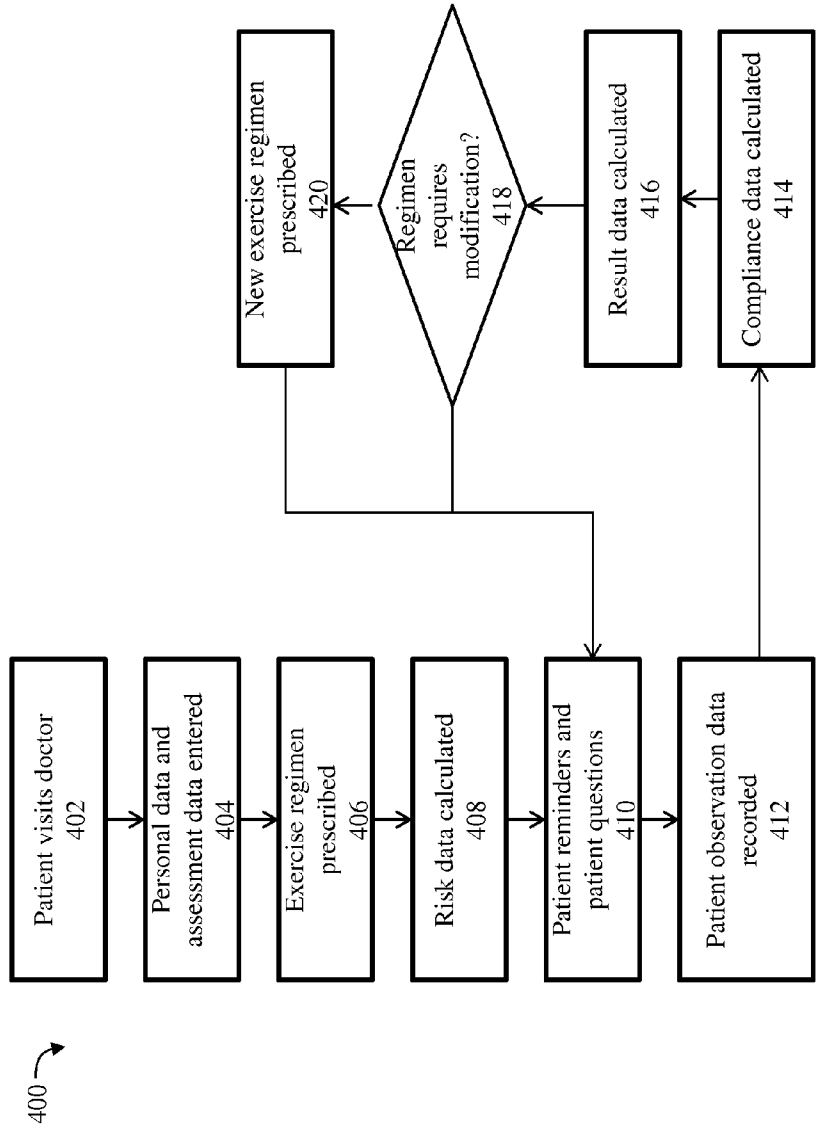 400
Patient visits doctor
402
Personal data and
assessment data entered
404
Exercise regimen
prescribed
406
Risk data calculated
408
Patient reminders and
patient questions
410
Patient observation data
recorded
412
Compliance data calculated
414
Result data calculated
416
Regimen
requires
modification?
418
New exercise regimen
prescribed
420